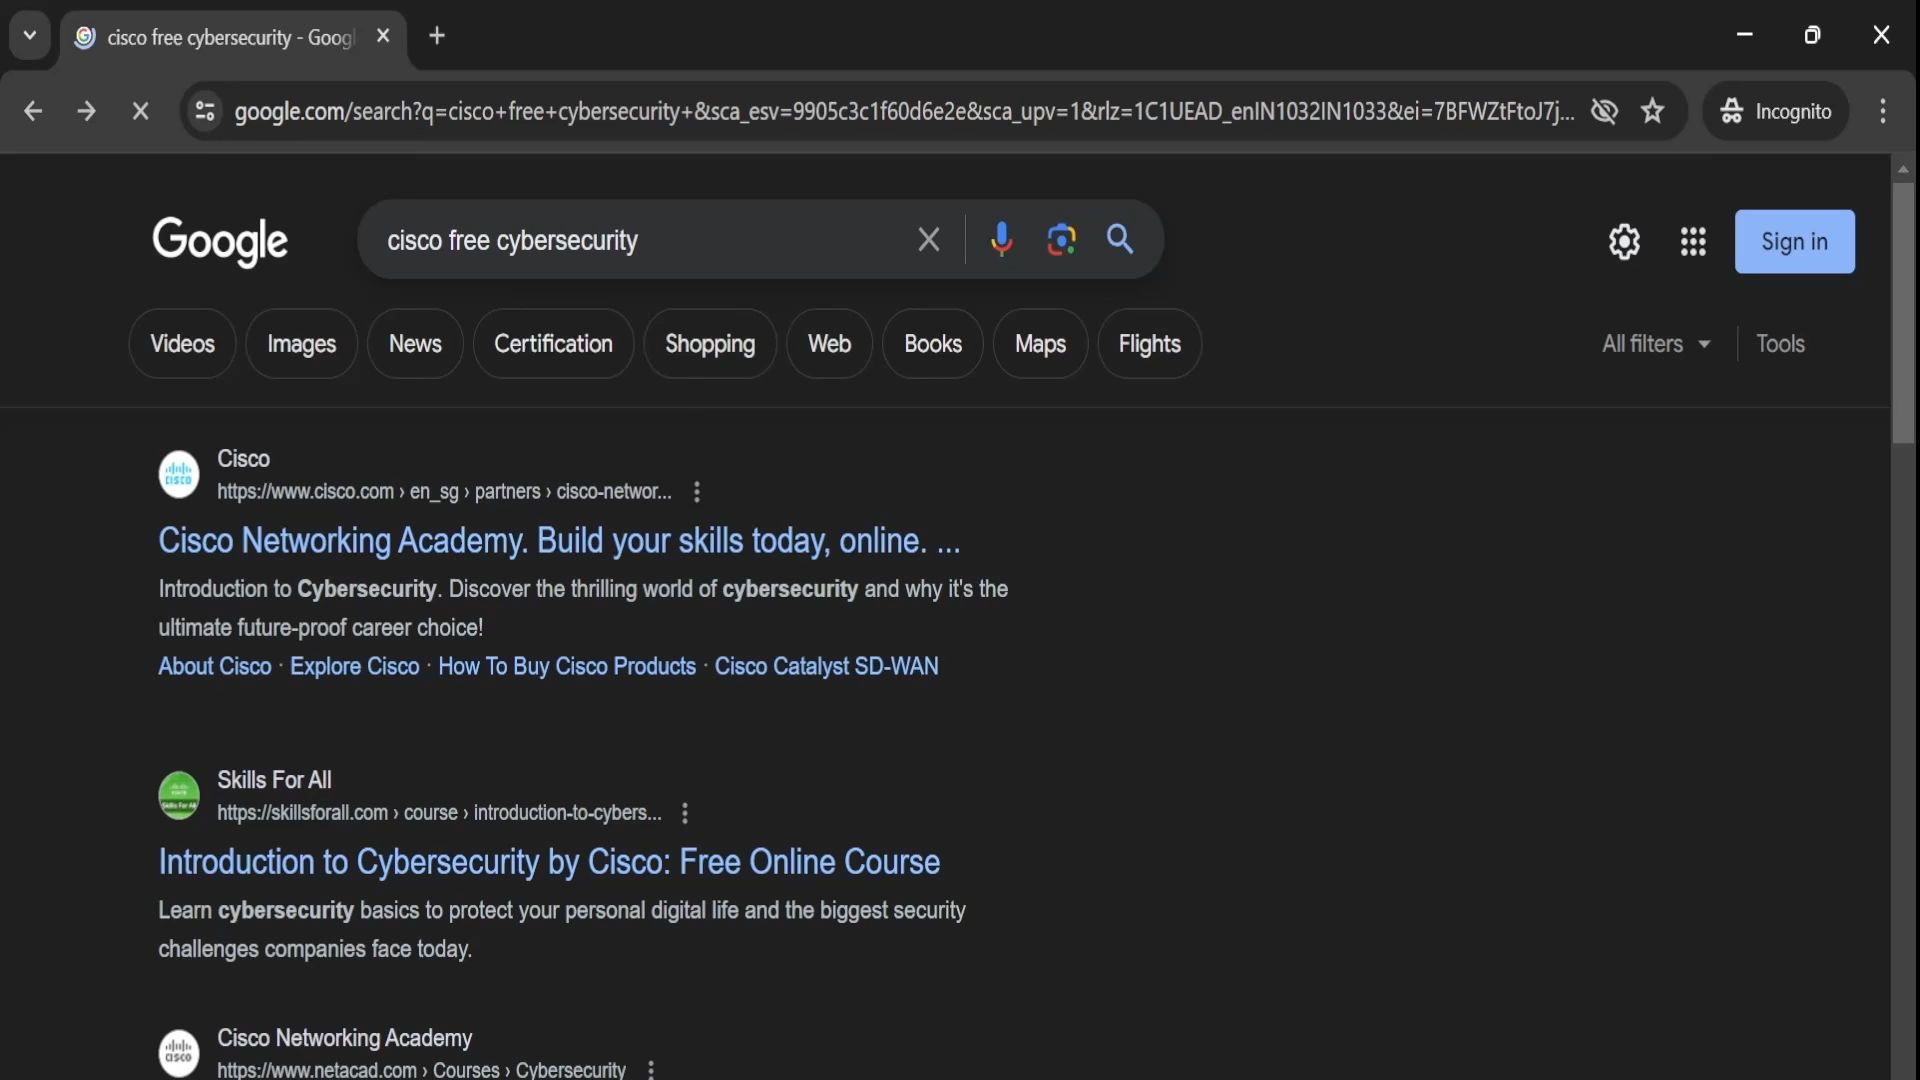 cisco free cybersecurity - Goog
google.com/search?q=cisco+free+cybersecurity+&sca_esv=9905c3c1f60d6e2e&sca_upv=1&rlz=1C1UEAD_enIN1032IN1033&ei=7BFWZtFtoJ7j...
Incognito
Google
cisco free cybersecurity
Sign in
Videos
Images
News
Certification
Shopping
Web
Books
Maps
Flights
All filters
Tools
CISCO
Cisco
https://www.cisco.com › en_sg › partners › cisco-networ...
Cisco Networking Academy. Build your skills today, online. ...
Introduction to Cybersecurity. Discover the thrilling world of cybersecurity and why it's the
ultimate future-proof career choice!
About Cisco · Explore Cisco · How To Buy Cisco Products · Cisco Catalyst SD-WAN
Skills For All
Skills For All
https://skillsforall.com › course › introduction-to-cybers...
Introduction to Cybersecurity by Cisco: Free Online Course
Learn cybersecurity basics to protect your personal digital life and the biggest security
challenges companies face today.
CISCO
Cisco Networking Academy
https://www.netacad.com › Courses › Cybersecurity